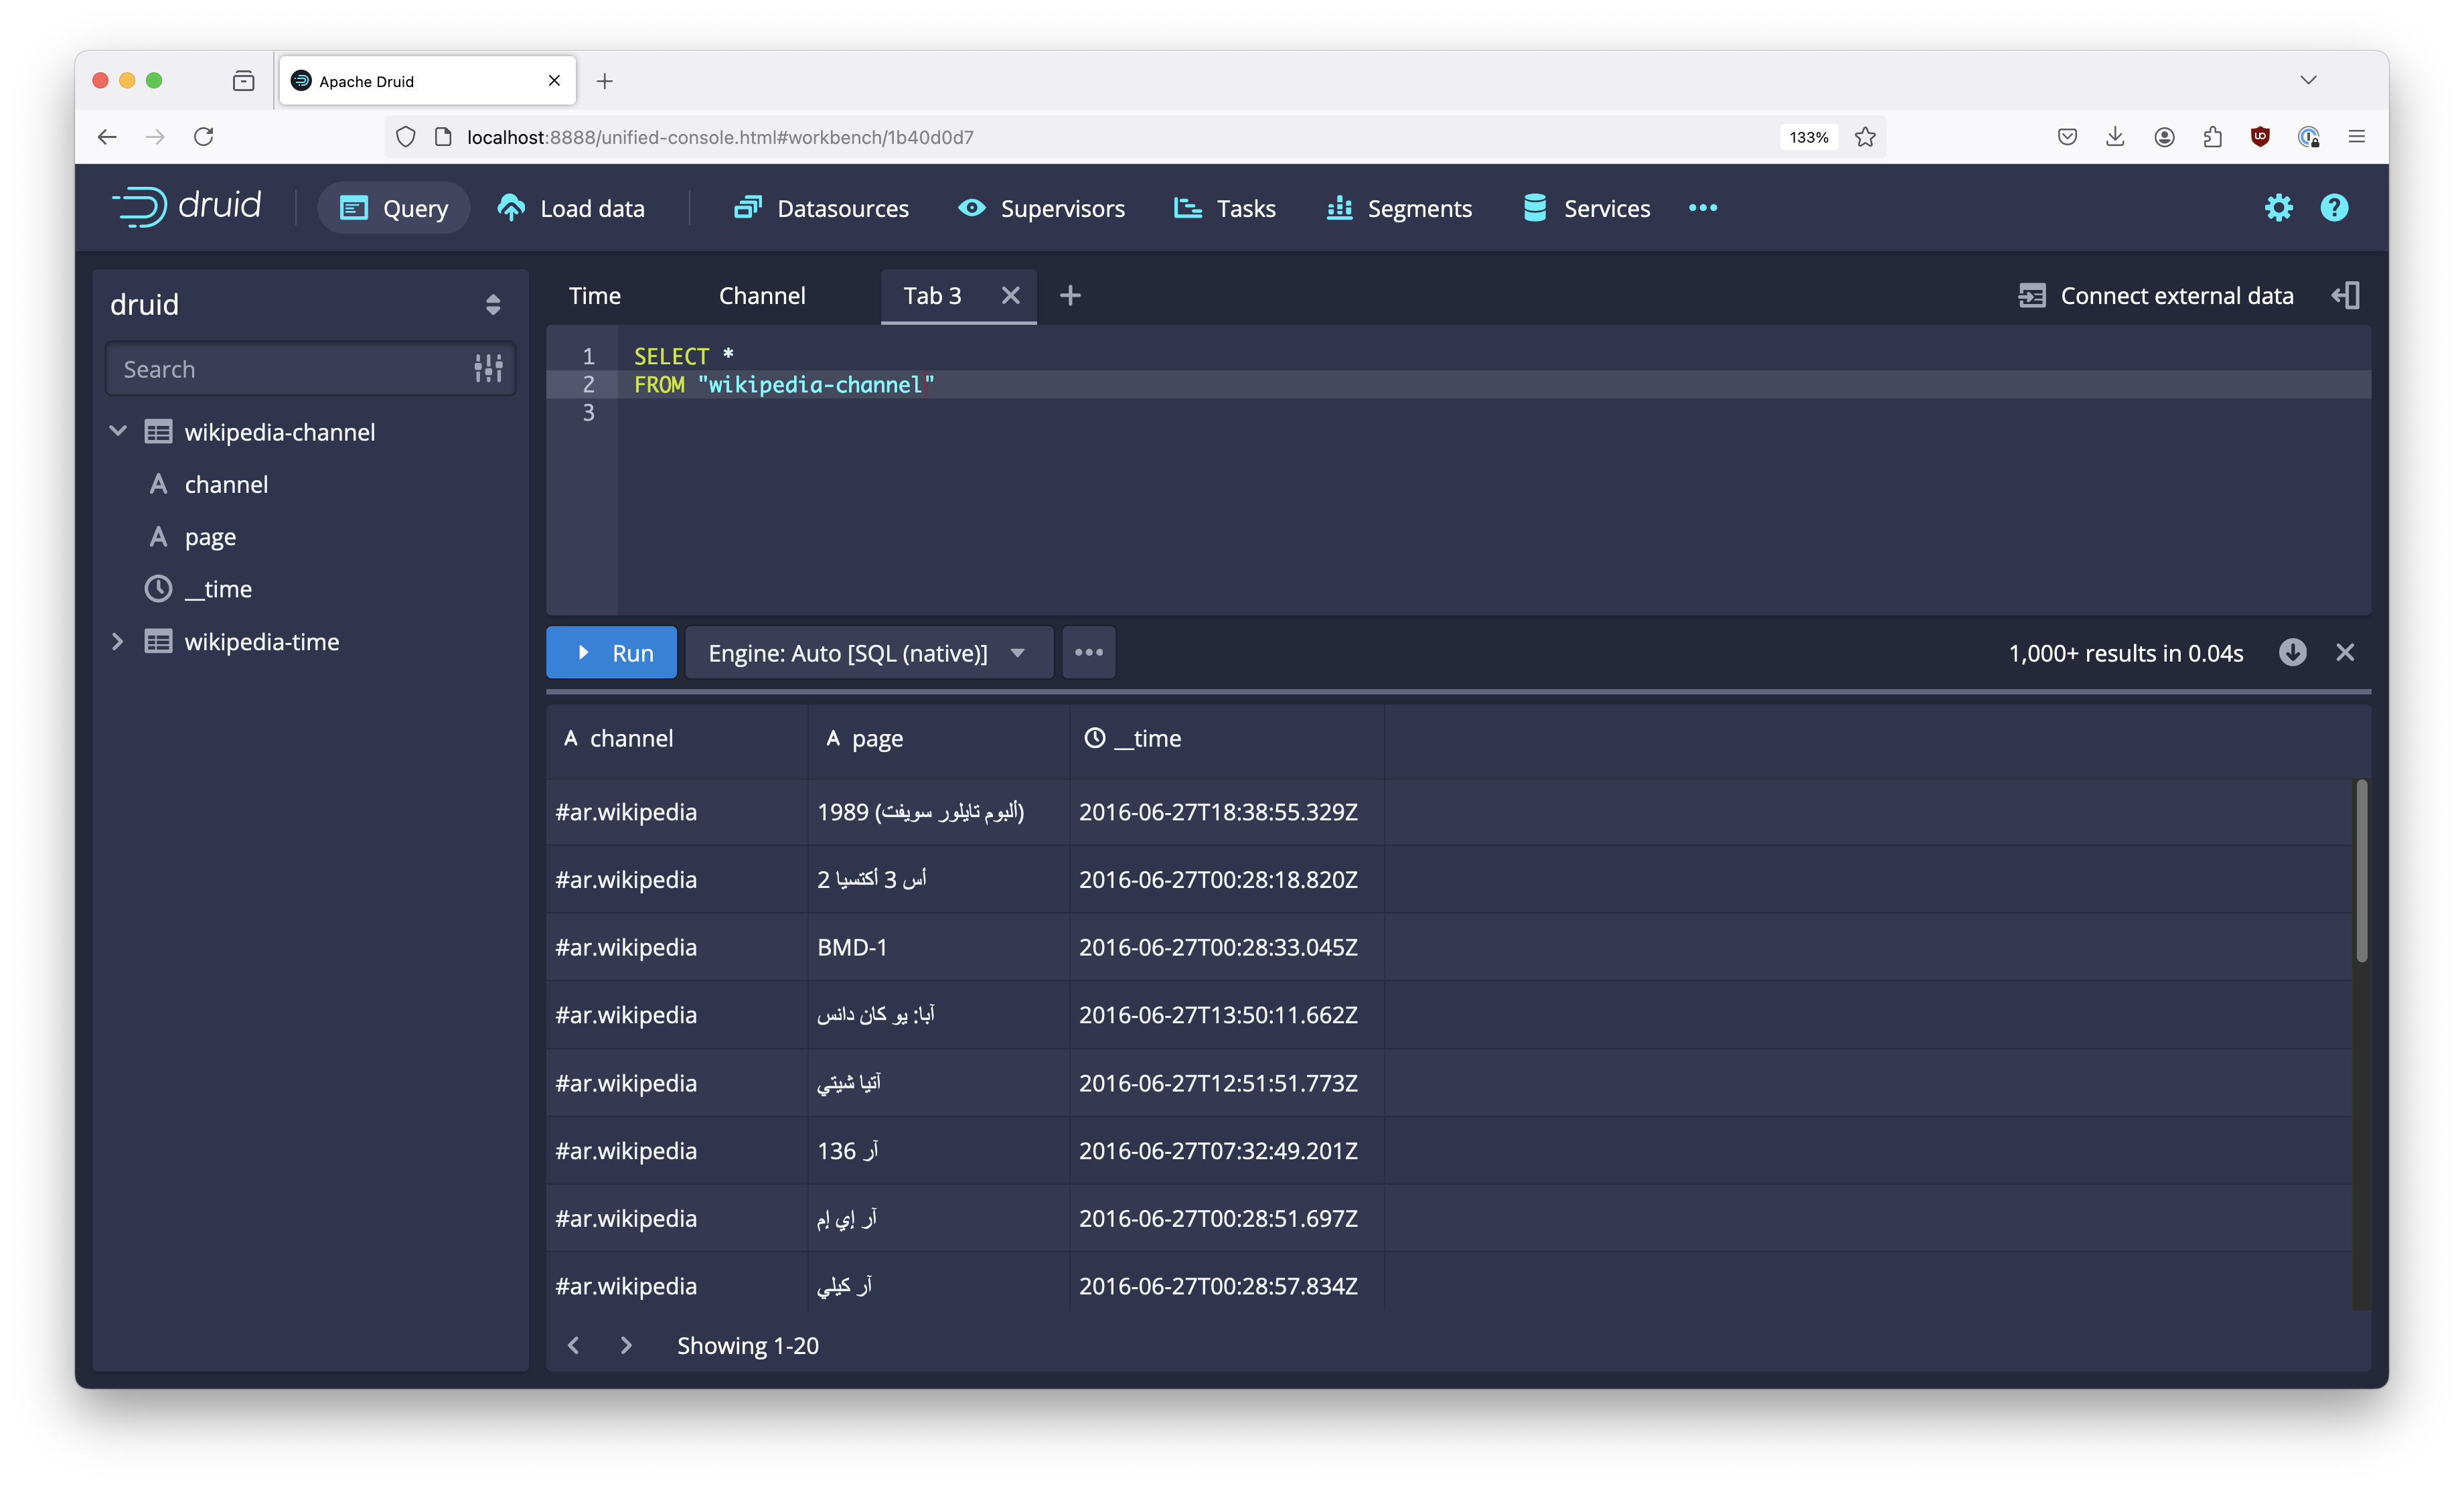 Apache Druid
localhost:8888/unified-console.html#workbench/1b40d0d7
133%
druid
Query
Load data
Datasources
Supervisors
Tasks
Segments
Services
druid
Search
wikipedia-channel
channel
page
__time
wikipedia-time
Time
Channel
Tab 3
Connect external data
1 SELECT *
2 FROM "wikipedia-channel"
3
Run
Engine: Auto [SQL (native)]
1,000+ results in 0.04s
channel page __time
#ar.wikipedia 1989 (ألبوم تايلور سويفت) 2016-06-27T18:38:55.329Z
#ar.wikipedia أس 3 أكتسيا 2 2016-06-27T00:28:18.820Z
#ar.wikipedia BMD-1 2016-06-27T00:28:33.045Z
#ar.wikipedia آبا: يو كان دانس 2016-06-27T13:50:11.662Z
#ar.wikipedia آتيا شيتي 2016-06-27T12:51:51.773Z
#ar.wikipedia آر 136 2016-06-27T07:32:49.201Z
#ar.wikipedia آر إي إم 2016-06-27T00:28:51.697Z
#ar.wikipedia آر كيلي 2016-06-27T00:28:57.834Z
Showing 1-20